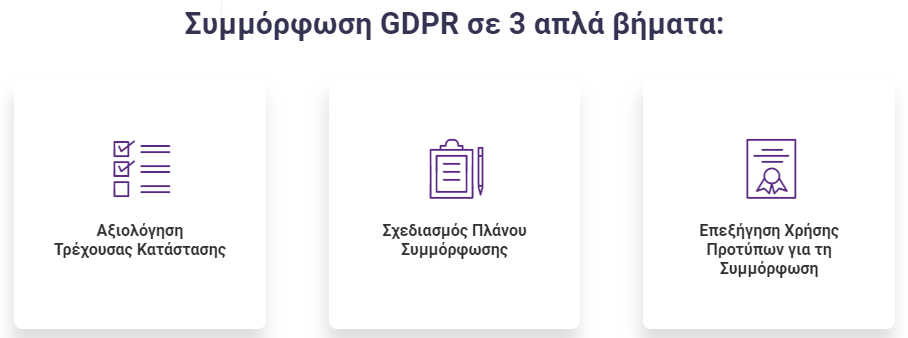 Συμμόρφωση GDPR σε 3 απλά βήματα:
Αξιολόγηση
Τρέχουσας Κατάστασης
Σχεδιασμός Πλάνου
Συμμόρφωσης
Επεξήγηση Χρήσης
Προτύπων για τη
Συμμόρφωση